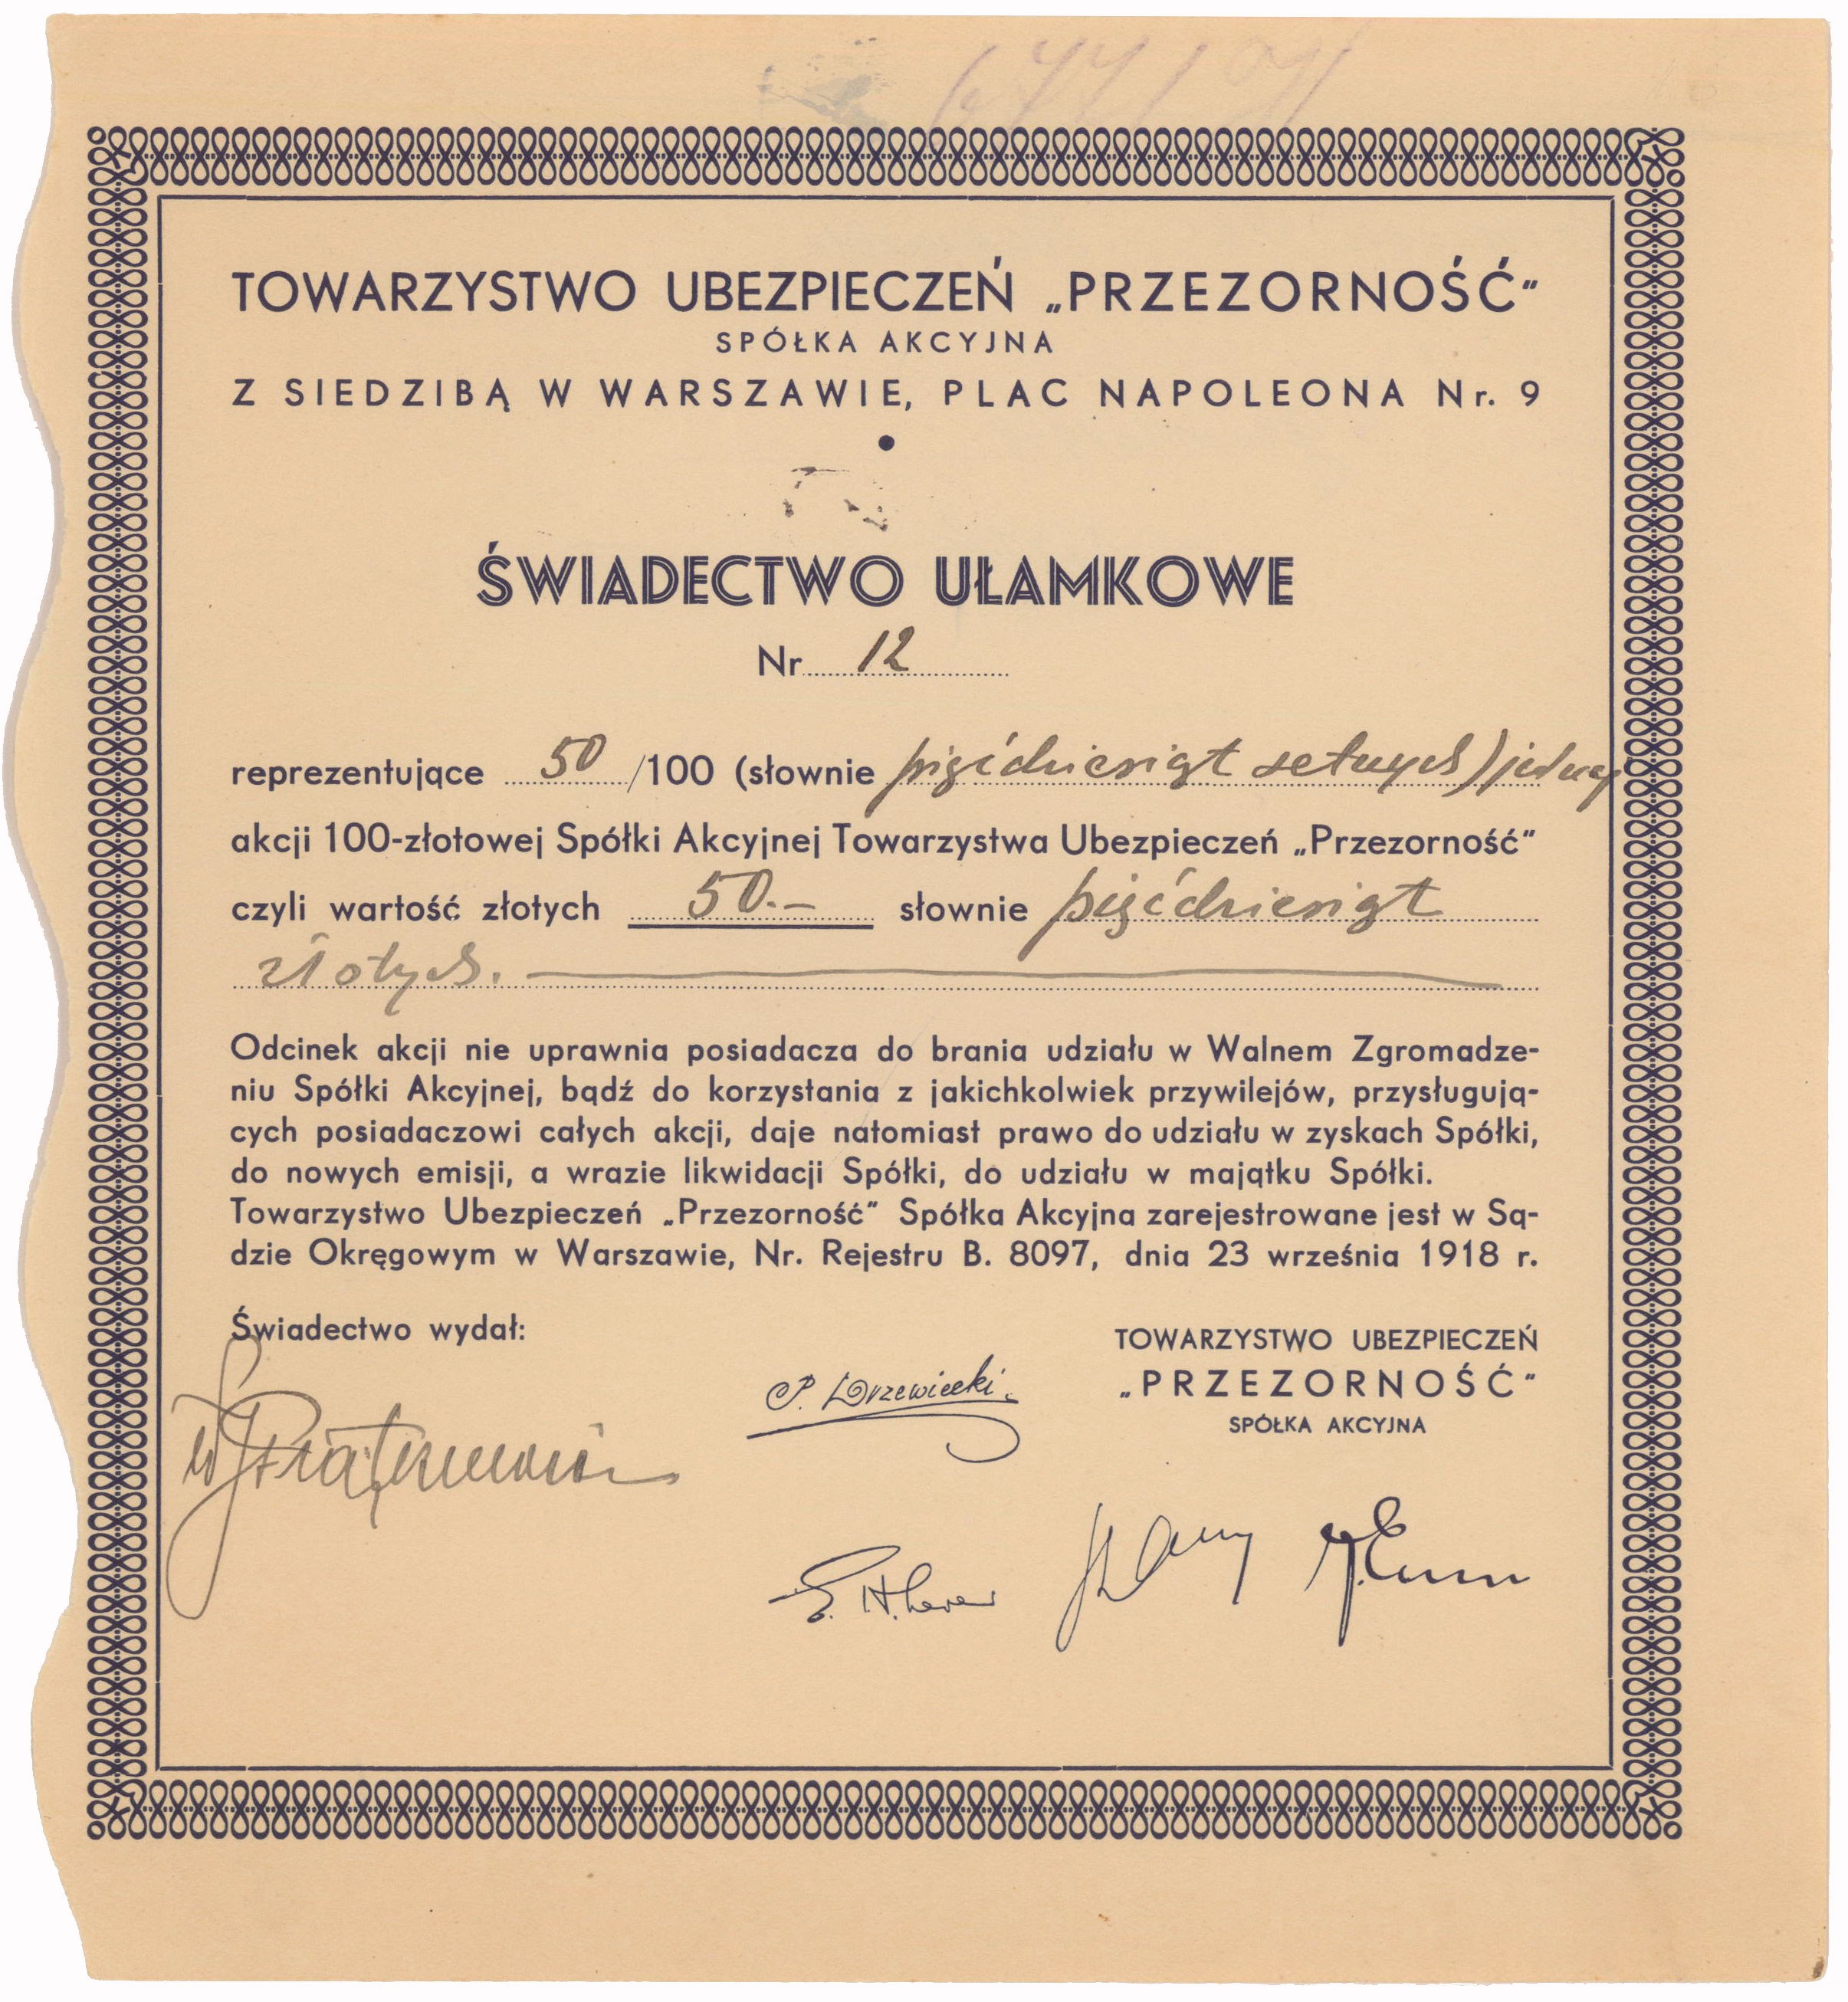 TOWARZYSTWO UBEZPIECZEŃ „PRZEZORNOŚĆ”
SPÓŁKA AKCYJNA
Z SIEDZIBĄ W WARSZAWIE, PLAC NAPOLEONA Nr. 9
ŚWIADECTWO UŁAMKOWE
Nr. 12
reprezentujące 50/100 (słownie pięćdziesiąt setnych) jednej
akcji 100-złotowej Spółki Akcyjnej Towarzystwa Ubezpieczeń „Przezorność”
czyli wartość złotych 50.— słownie pięćdziesiąt
złotych.
Odcinek akcji nie uprawnia posiadacza do brania udziału w Walnem Zgromadze-
niu Spółki Akcyjnej, bądź do korzystania z jakichkolwiek przywilejów, przysługują-
cych posiadaczowi całych akcji, daje natomiast prawo do udziału w zyskach Spółki,
do nowych emisji, a wrazie likwidacji Spółki, do udziału w majątku Spółki.
Towarzystwo Ubezpieczeń „Przezorność” Spółka Akcyjna zarejestrowane jest w Są-
dzie Okręgowym w Warszawie, Nr. Rejestru B. 8097, dnia 23 września 1918 r.
Świadectwo wydał:
TOWARZYSTWO UBEZPIECZEŃ
„PRZEZORNOŚĆ”
SPÓŁKA AKCYJNA
P. Drzewiecki